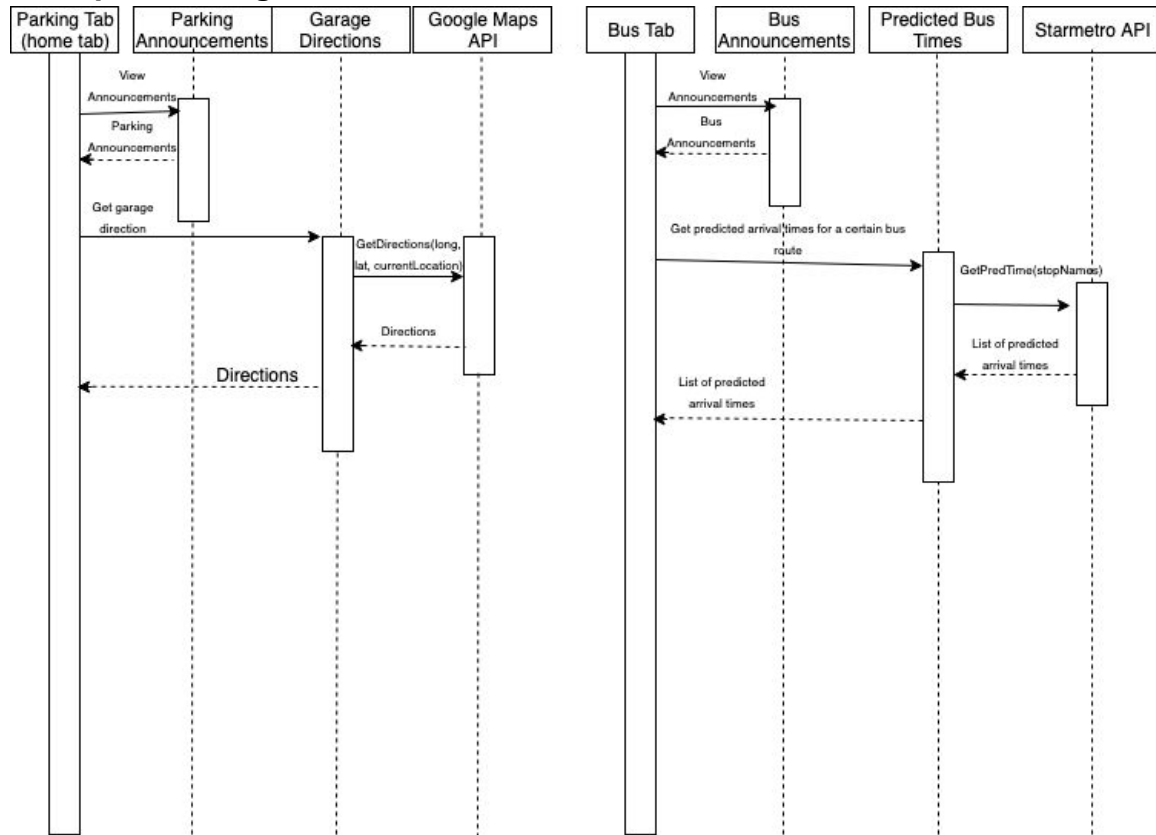 Parking Tab
(home tab)
Parking
Announcements
Garage
Directions
Google Maps
API
View
Announcements
Parking
Announcements
Get garage
direction
GetDirections(long,
lat, currentLocation)
Directions
Directions
Bus Tab
Bus
Announcements
Predicted Bus
Times
Starmetro API
View
Announcements
Bus
Announcements
Get predicted arrival times for a certain bus
route
GetPredTime(stopNames)
List of predicted
arrival times
List of predicted
arrival times